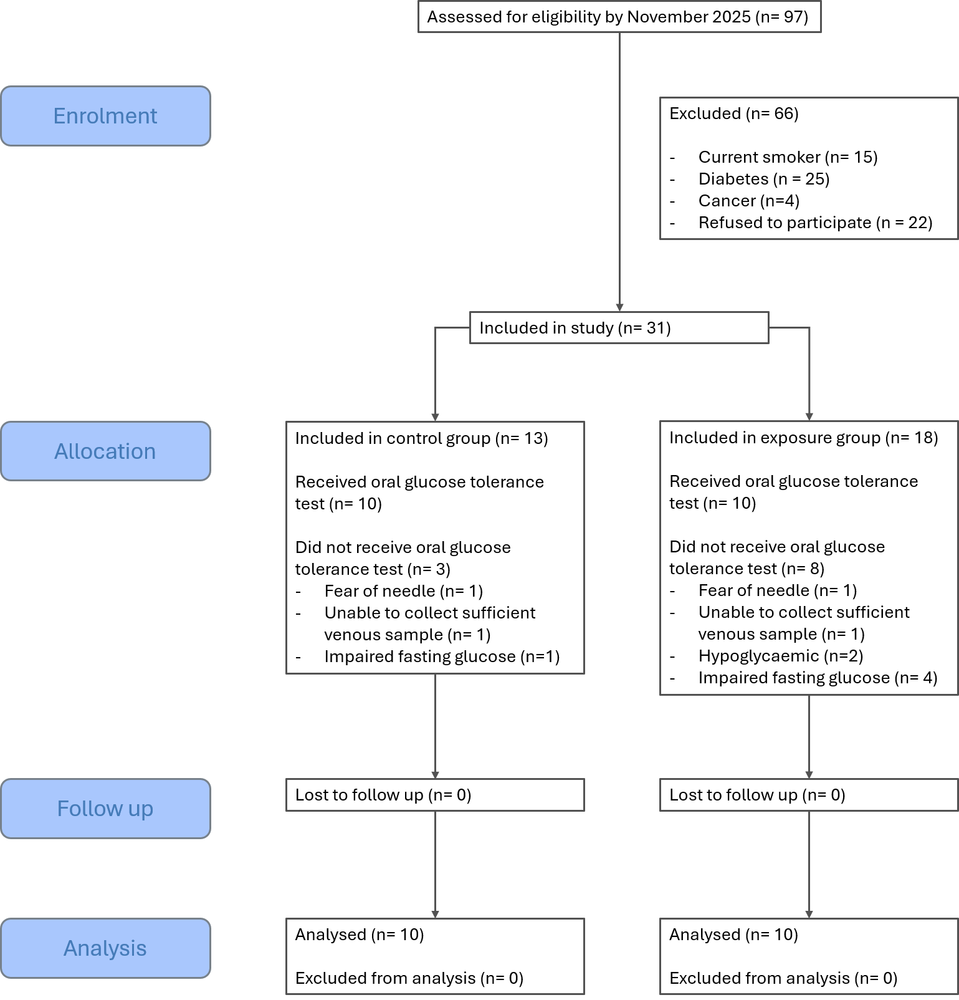 Assessed for eligibility by November 2025 (n= 97)
Enrolment
Excluded (n= 66)
- Current smoker (n= 15)
- Diabetes (n = 25)
- Cancer (n=4)
- Refused to participate (n = 22)
Included in study (n= 31)
Allocation
Included in control group (n= 13)
Received oral glucose tolerance
test (n= 10)
Did not receive oral glucose
tolerance test (n= 3)
- Fear of needle (n= 1)
- Unable to collect sufficient
venous sample (n= 1)
- Impaired fasting glucose (n=1)
Included in exposure group (n= 18)
Received oral glucose tolerance
test (n= 10)
Did not receive oral glucose
tolerance test (n= 8)
- Fear of needle (n= 1)
- Unable to collect sufficient
venous sample (n= 1)
- Hypoglycaemic (n=2)
- Impaired fasting glucose (n= 4)
Follow up
Lost to follow up (n= 0)
Lost to follow up (n= 0)
Analysis
Analysed (n= 10)
Excluded from analysis (n= 0)
Analysed (n= 10)
Excluded from analysis (n= 0)